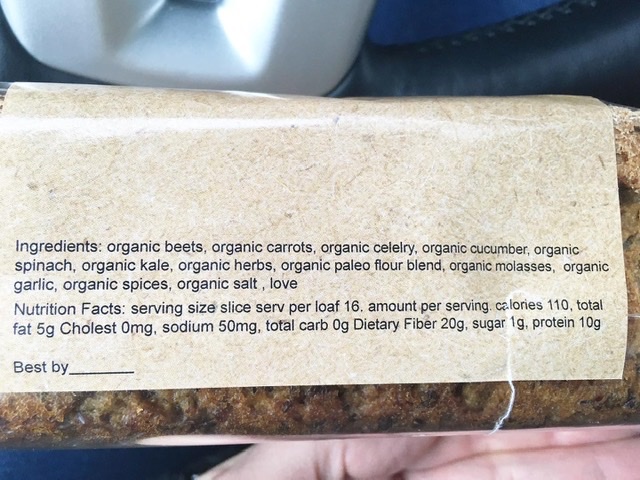 Ingredients: organic beets, organic carrots, organic celelry, organic cucumber, organic
spinach, organic kale, organic herbs, organic paleo flour blend, organic molasses, organic
garlic, organic spices, organic salt , love
Nutrition Facts: serving size slice serv per loaf 16. amount per serving. calories 110, total
fat 5g Cholest 0mg, sodium 50mg, total carb 0g Dietary Fiber 20g, sugar 1g, protein 10g
Best by________